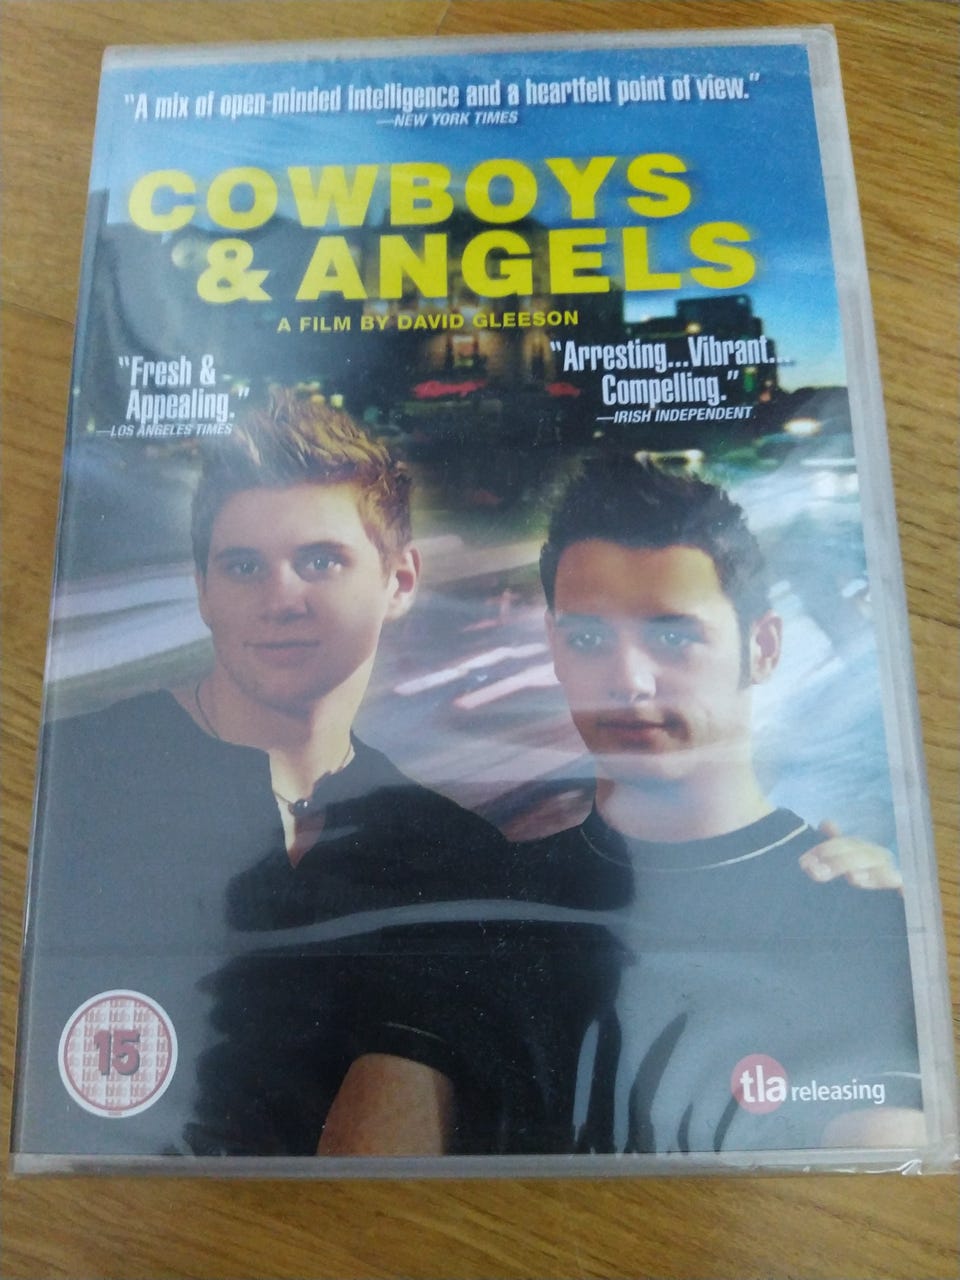 “A mix of open-minded intelligence and a heartfelt point of view.”
—NEW YORK TIMES
COWBOYS
& ANGELS
A FILM BY DAVID GLEESON
“Fresh &
Appealing.”
—LOS ANGELES TIMES
“Arresting...Vibrant...
Compelling.”
—IRISH INDEPENDENT
15
tla releasing